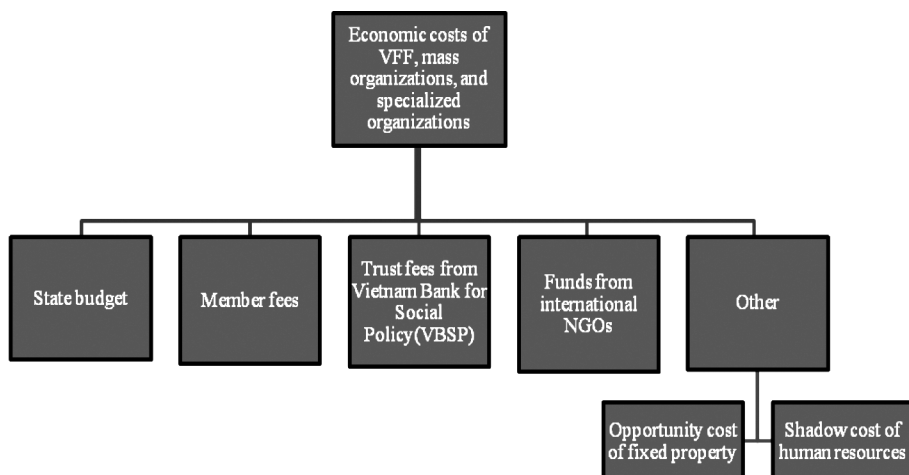 Economic costs of
VFF, mass
organizations, and
specialized
organizations
State budget
Member fees
Trust fees from
Vietnam Bank for
Social
Policy (VBSP)
Funds from
international
NGOs
Other
Opportunity cost
of fixed property
Shadow cost of
human resources